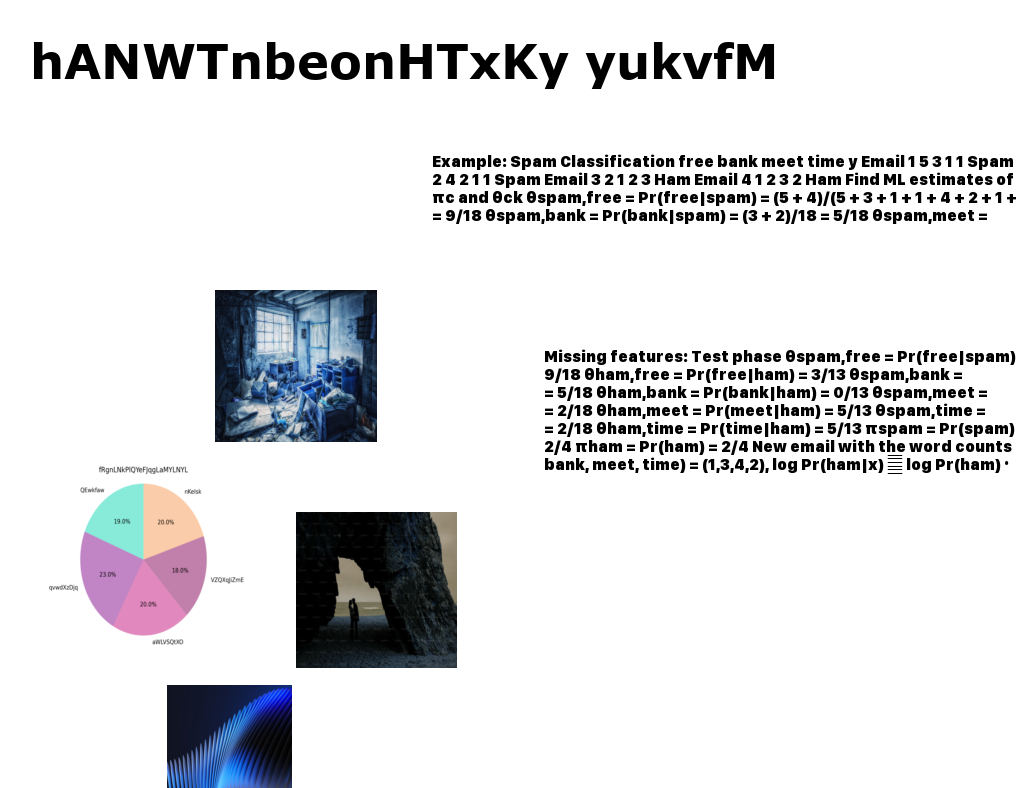 hANWTnbeonHTxKy yukvfM
Example: Spam Classification free bank meet time y Email 1 5 3 1 1 Spam
2 4 2 1 1 Spam Email 3 2 1 2 3 Ham Email 4 1 2 3 2 Ham Find ML estimates of
πc and θck θspam,free = Pr(free|spam) = (5 + 4)/(5 + 3 + 1 + 1 + 4 + 2 + 1 +
= 9/18 θspam,bank = Pr(bank|spam) = (3 + 2)/18 = 5/18 θspam,meet =
Missing features: Test phase θspam,free = Pr(free|spam)
9/18 θham,free = Pr(free|ham) = 3/13 θspam,bank =
= 5/18 θham,bank = Pr(bank|ham) = 0/13 θspam,meet =
= 2/18 θham,meet = Pr(meet|ham) = 5/13 θspam,time =
= 2/18 θham,time = Pr(time|ham) = 5/13 πspam = Pr(spam)
2/4 πham = Pr(ham) = 2/4 New email with the word counts
bank, meet, time) = (1,3,4,2), log Pr(ham|x) log Pr(ham) ·
fRgnLNkPlQYeFJqgLaMYLNYL
QEwkfaw
nKelsk
19.0%
20.0%
23.0%
18.0%
VZQXqJiZmE
qvwdXzDjq
20.0%
aWLVSQtXO